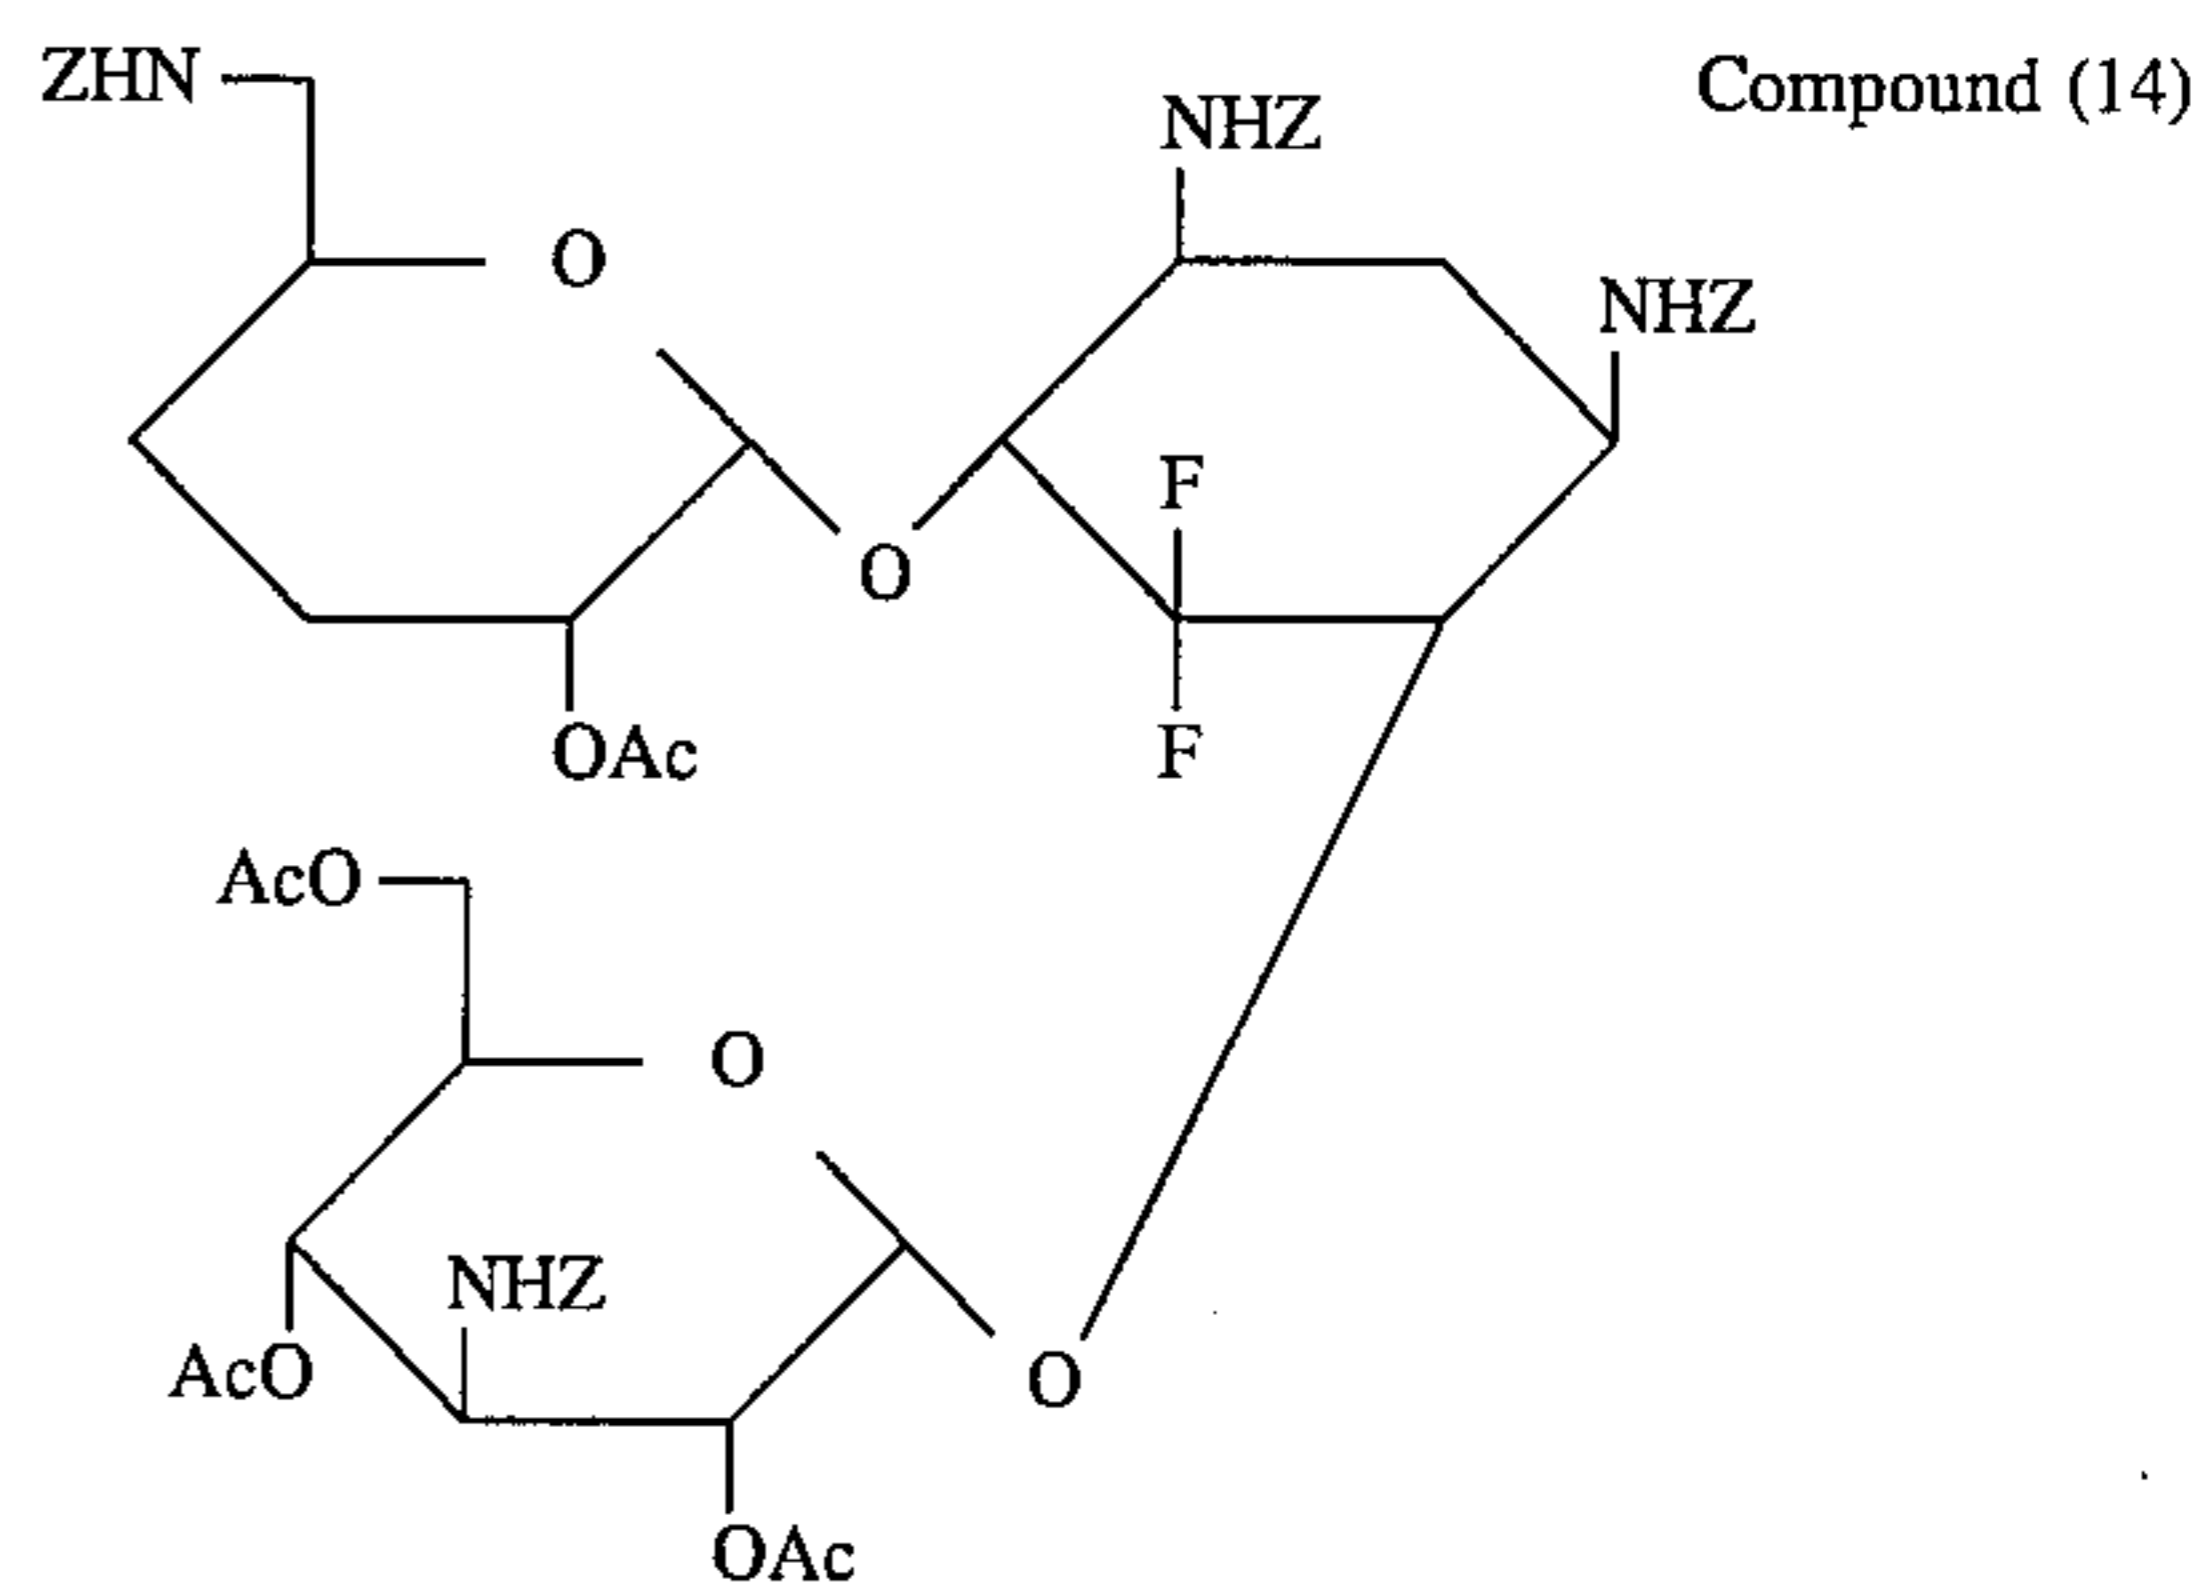 ZHN
Compound (14)
NHZ
O
NHZ
F
O
F
OAc
AcO
O
NHZ
AcO
O
OAc